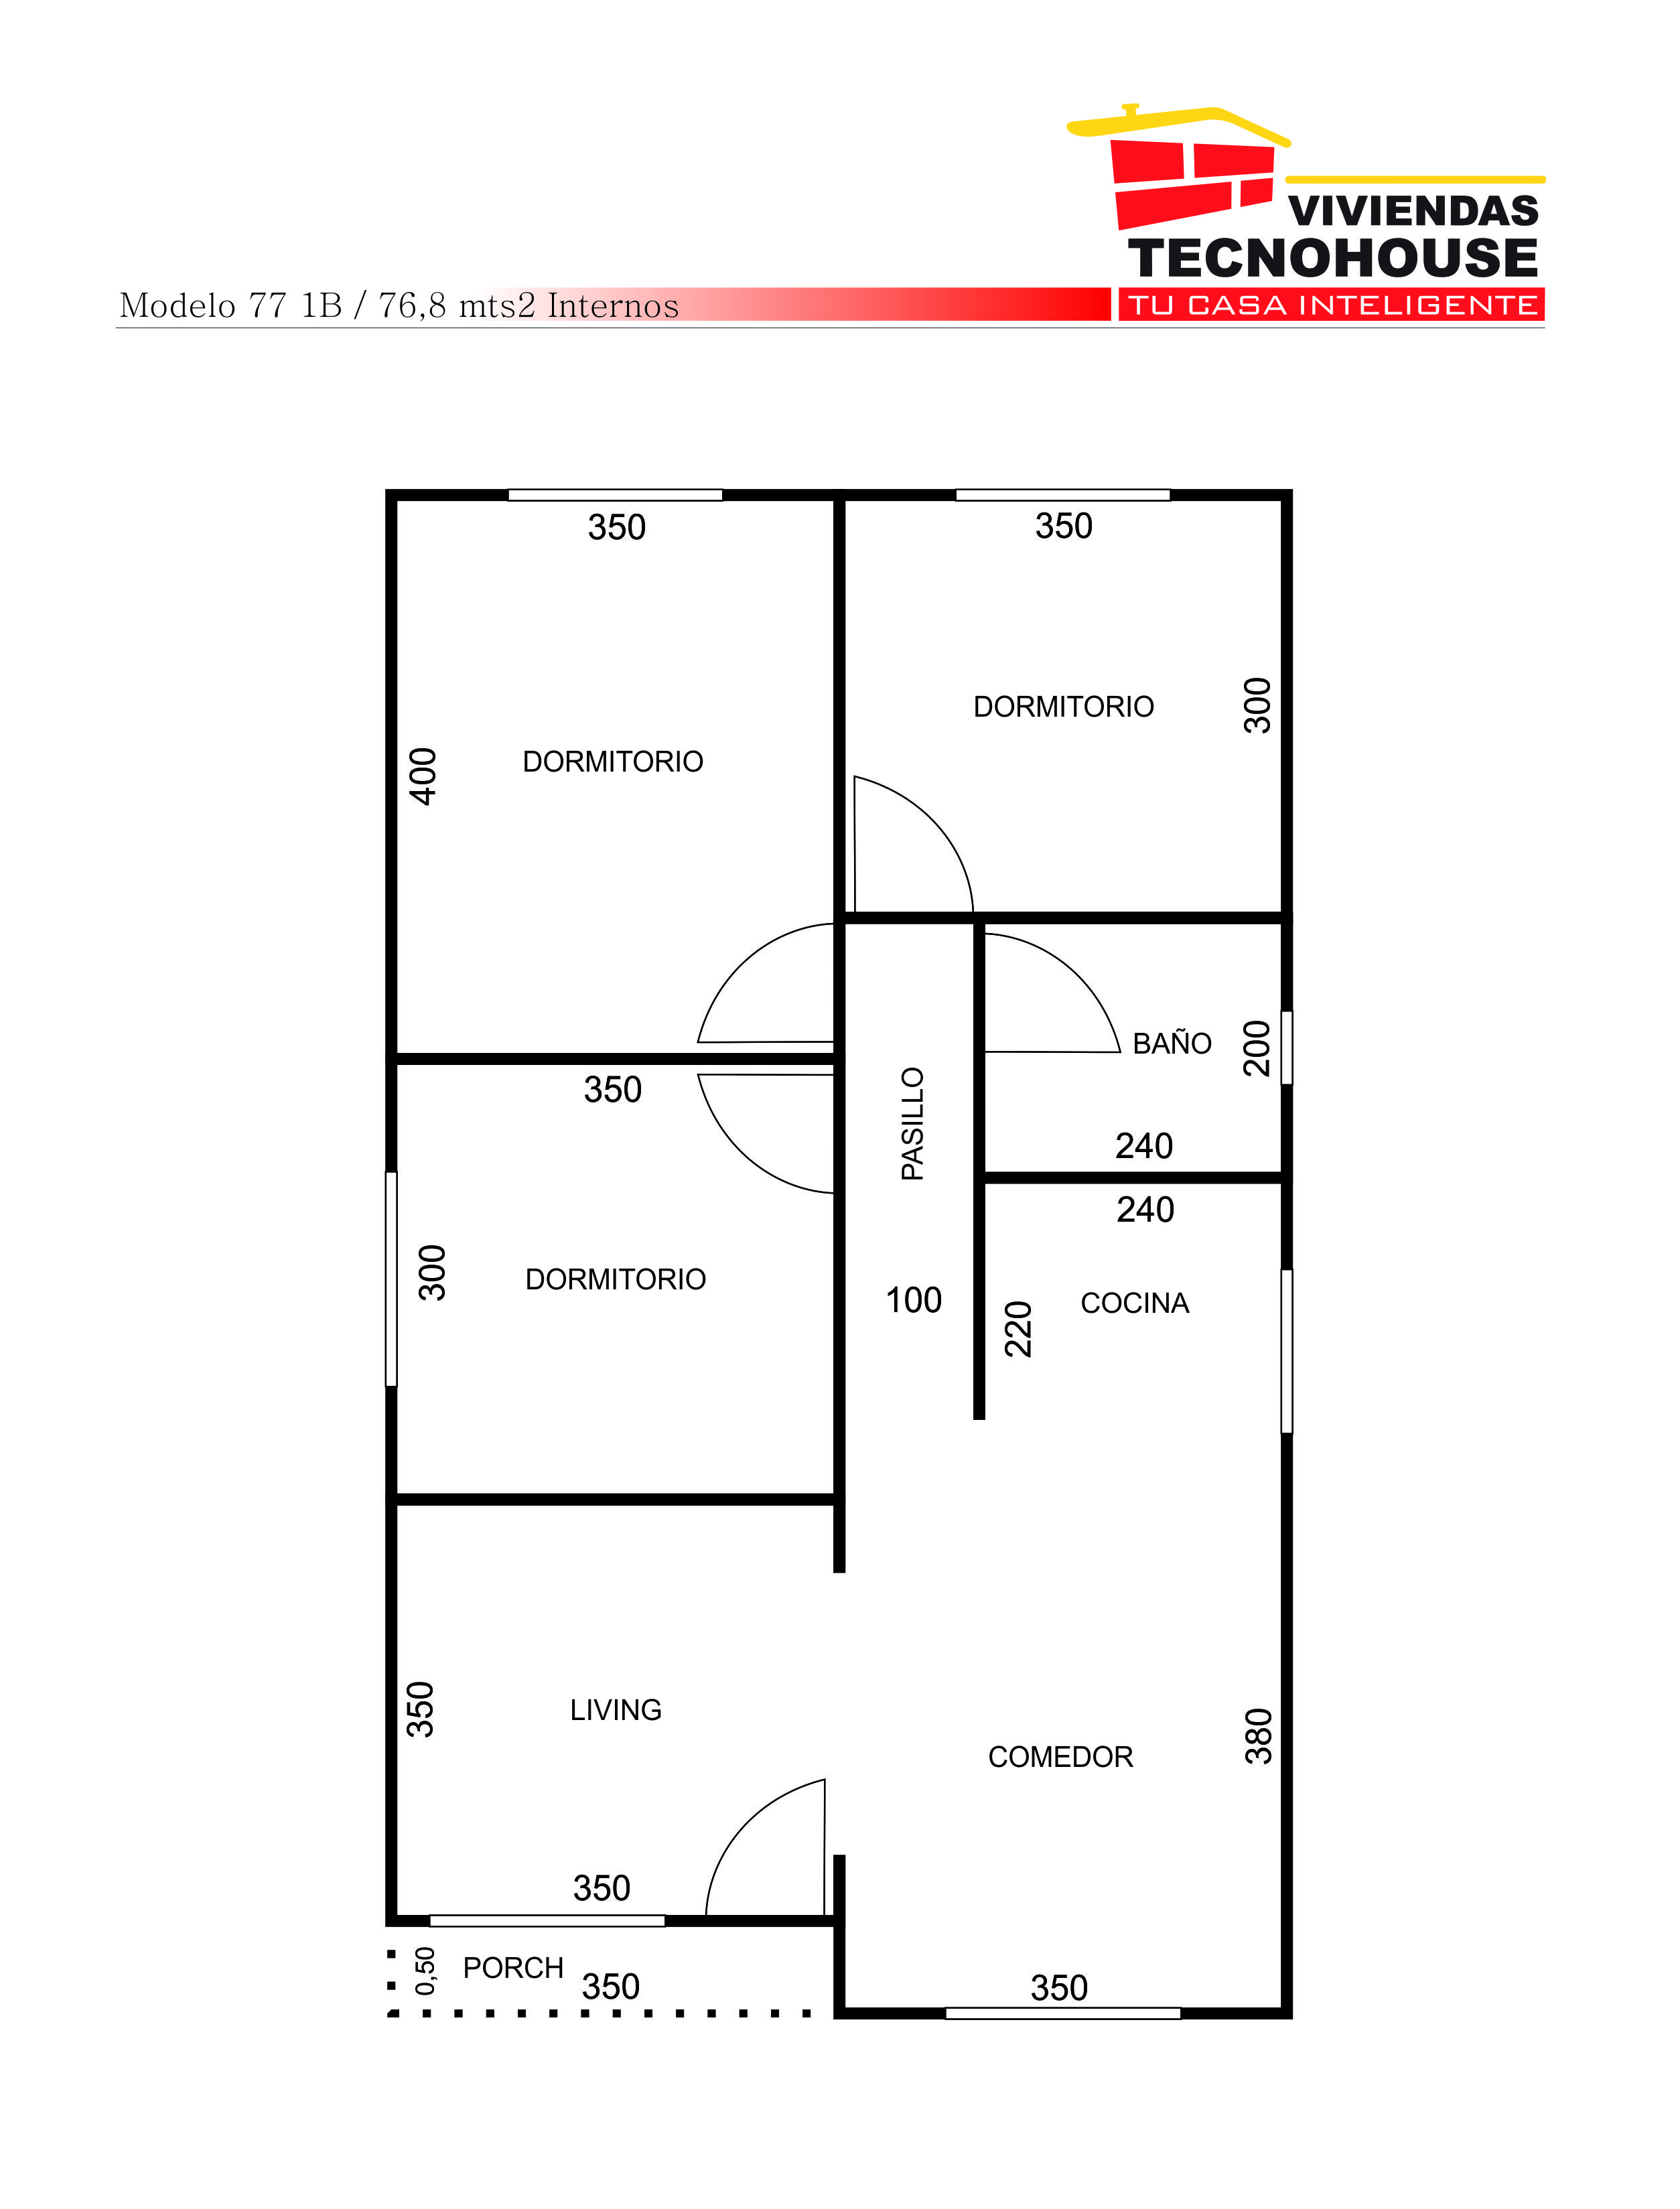 VIVIENDAS
TECNOHOUSE
TU CASA INTELIGENTE
Modelo 77 1B / 76,8 mts2 Internos
350
350
DORMITORIO
300
DORMITORIO
400
BAÑO
200
PASILLO
350
240
240
300
DORMITORIO
100
220
COCINA
LIVING
350
COMEDOR
380
350
0,50
PORCH
350
350